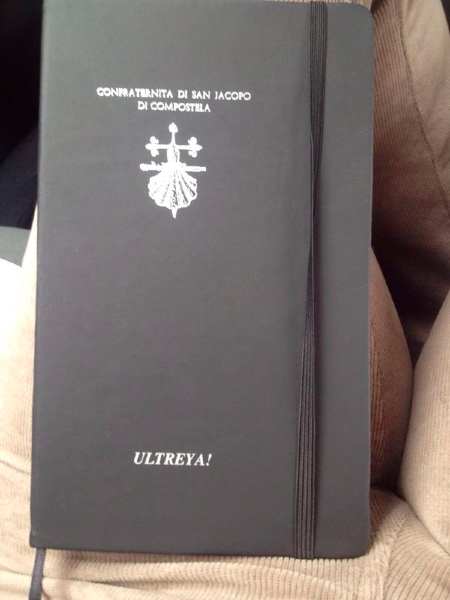 CONFRATERNITA DI SAN JACOPO
DI COMPOSTELA
ULTREYA!